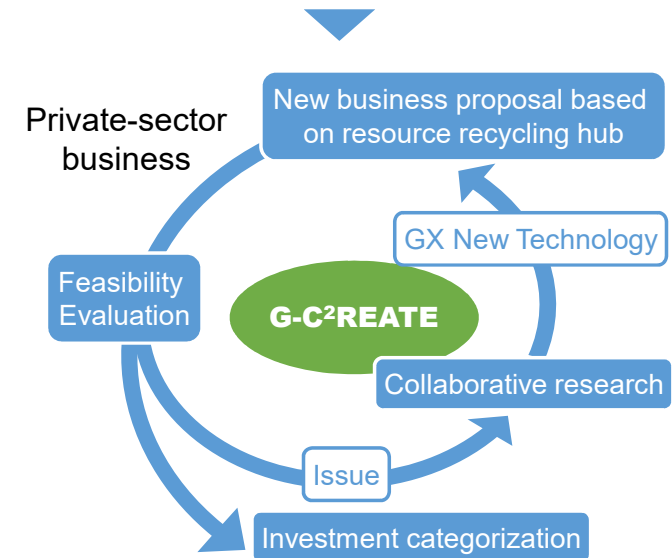 New business proposal based
on resource recycling hub
Private-sector
business
GX New Technology
Feasibility
Evaluation
G-C²REATE
Collaborative research
Issue
Investment categorization